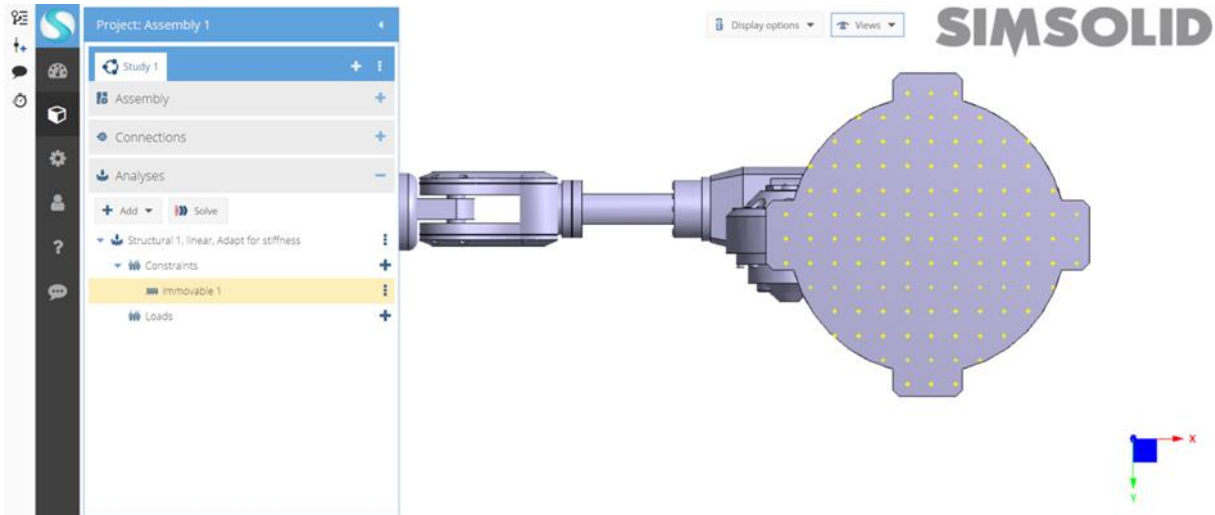 Project: Assembly 1
Display options
Views
SIMSOLID
Study 1
Assembly
Connections
Analyses
Add
Solve
Structural 1, linear, Adapt for stiffness
Constraints
Immovable 1
Loads
?
X
Y